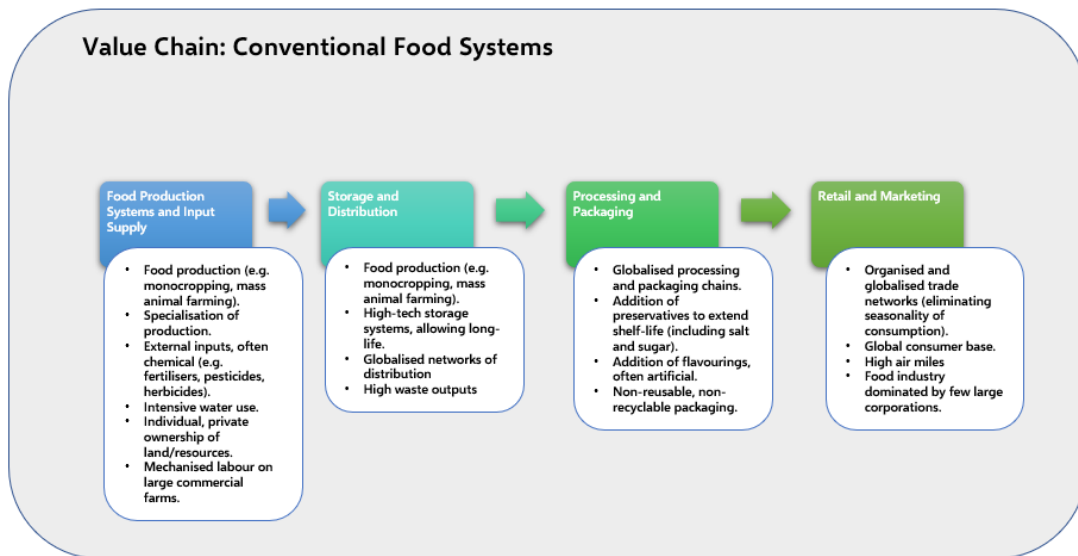 Value Chain: Conventional Food Systems
Food Production
Systems and Input
Supply
• Food production (e.g.
monocropping, mass
animal farming).
• Specialisation of
production.
• External inputs, often
chemical (e.g.
fertilisers, pesticides,
herbicides).
• Intensive water use.
• Individual, private
ownership of
land/resources.
• Mechanised labour on
large commercial
farms.
Storage and
Distribution
• Food production (e.g.
monocropping, mass
animal farming).
• High-tech storage
systems, allowing long-
life.
• Globalised networks of
distribution
• High waste outputs
Processing and
Packaging
• Globalised processing
and packaging chains.
• Addition of
preservatives to extend
shelf-life (including salt
and sugar).
• Addition of flavourings,
often artificial.
• Non-reusable, non-
recyclable packaging.
Retail and Marketing
• Organised and
globalised trade
networks (eliminating
seasonality of
consumption).
• Global consumer base.
• High air miles
• Food industry
dominated by few large
corporations.